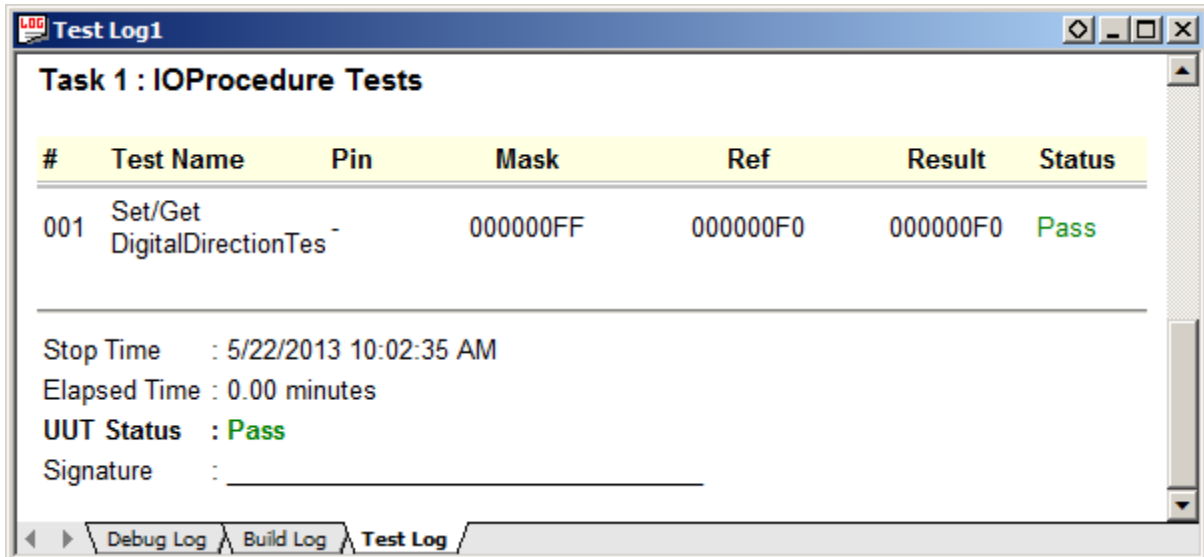 LOG Test Log1
Task 1 : IOProcedure Tests
# Test Name Pin Mask Ref Result Status
001 Set/Get DigitalDirectionTes - 000000FF 000000F0 000000F0 Pass
Stop Time : 5/22/2013 10:02:35 AM
Elapsed Time : 0.00 minutes
UUT Status : Pass
Signature :
Debug Log Build Log Test Log